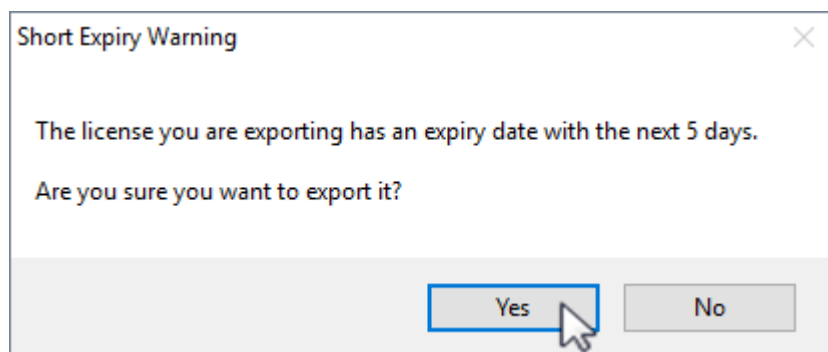 Short Expiry Warning
The license you are exporting has an expiry date with the next 5 days.
Are you sure you want to export it?
Yes
No